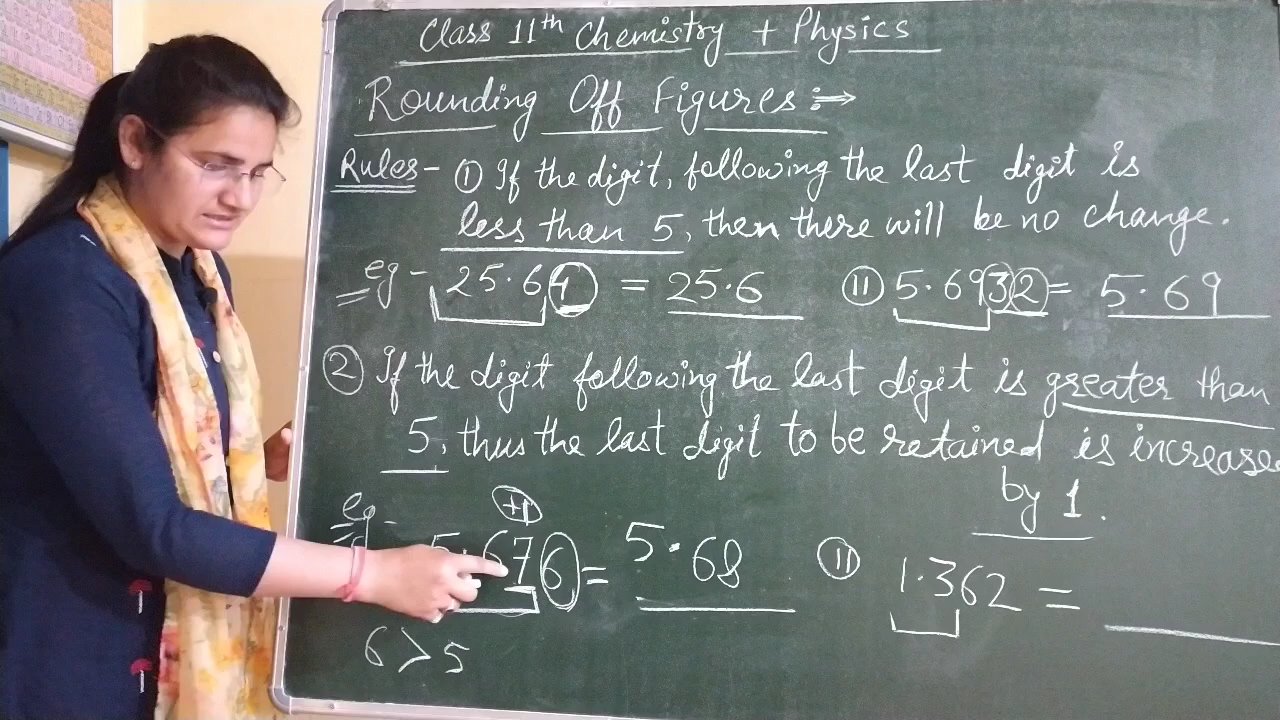 Class 11th Chemistry + Physics
Rounding Off Figures :⇒
Rules - ① If the digit, following the last digit is
less than 5, then there will be no change.
eg - 25.64 = 25.6 ⑪ 5.6932 = 5.69
② If the digit following the last digit is greater than
5, thus the last digit to be retained is increase
by 1.
eg - +1
5.676 = 5.68 ⑪ 1.362 =
6 > 5